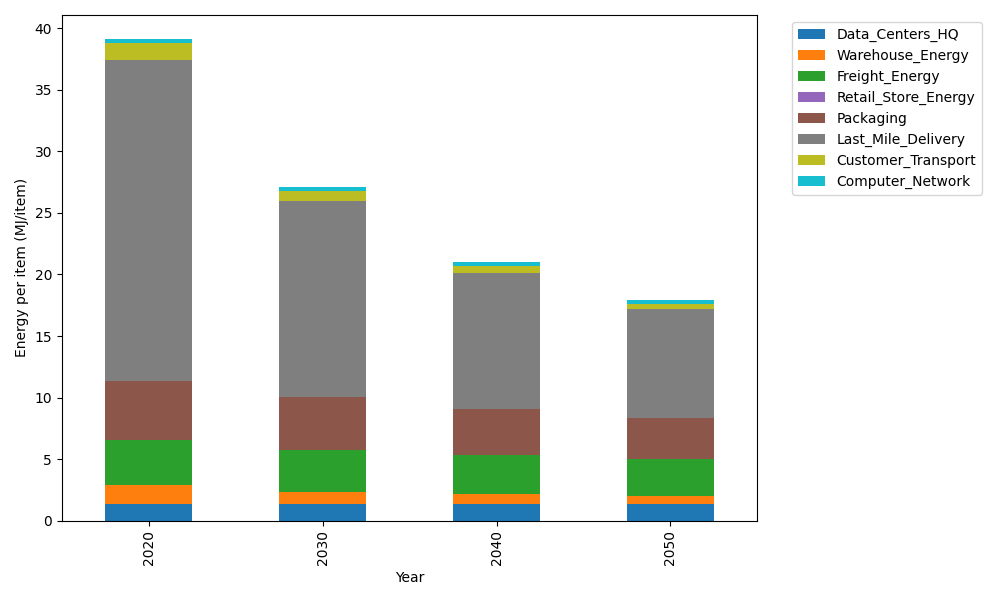 40
35
30
25
20
15
10
5
0
Energy per item (MJ/item)
2020
2030
2040
2050
Year
Data_Centers_HQ
Warehouse_Energy
Freight_Energy
Retail_Store_Energy
Packaging
Last_Mile_Delivery
Customer_Transport
Computer_Network